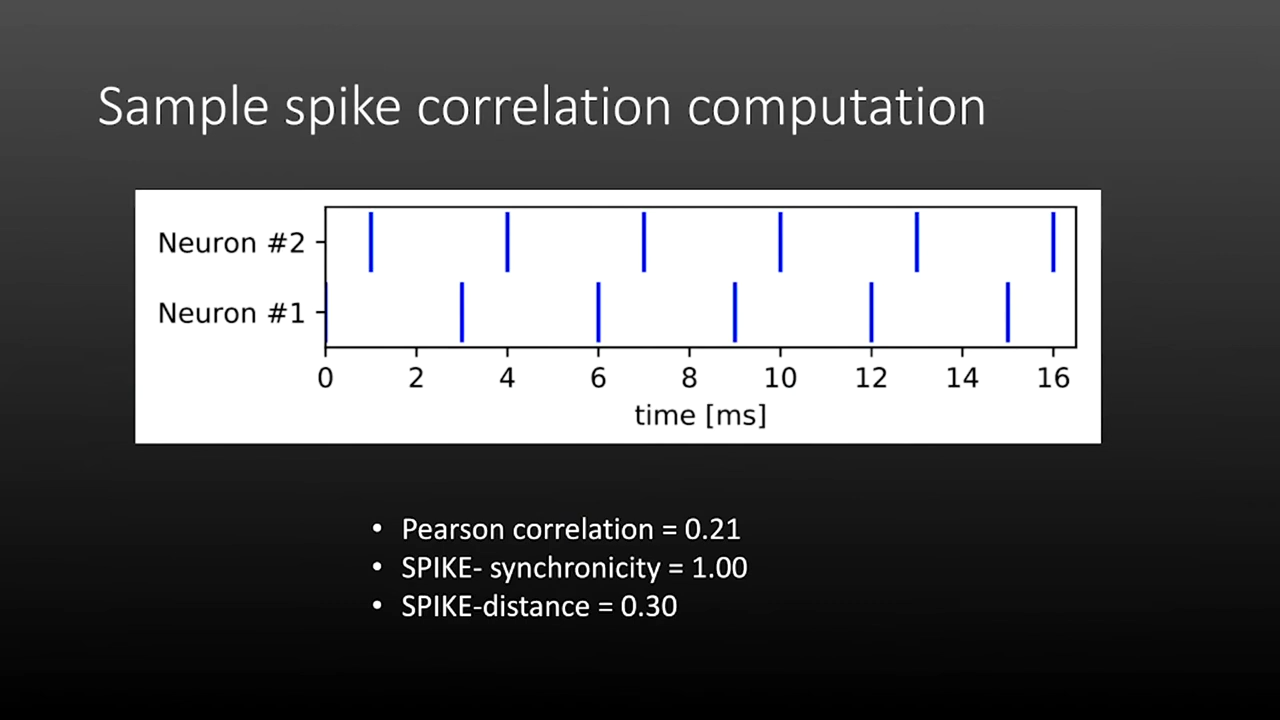 Sample spike correlation computation
Neuron #2
Neuron #1
0 2 4 6 8 10 12 14 16
time [ms]
• Pearson correlation = 0.21
• SPIKE- synchronicity = 1.00
• SPIKE-distance = 0.30